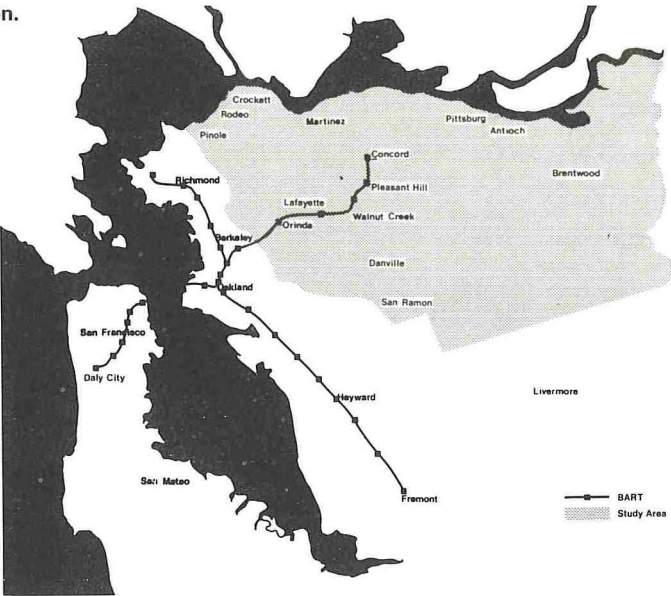 n.
Crockett
Rodeo
Martinez
Pittsburg
Antioch
Pinole
Concord
Brentwood
Richmond
Pleasant Hill
Lafayette
Walnut Creek
Orinda
Berkeley
Danville
Oakland
San Ramon
San Francisco
Daly City
Livermore
Hayward
San Mateo
Fremont
BART
Study Area